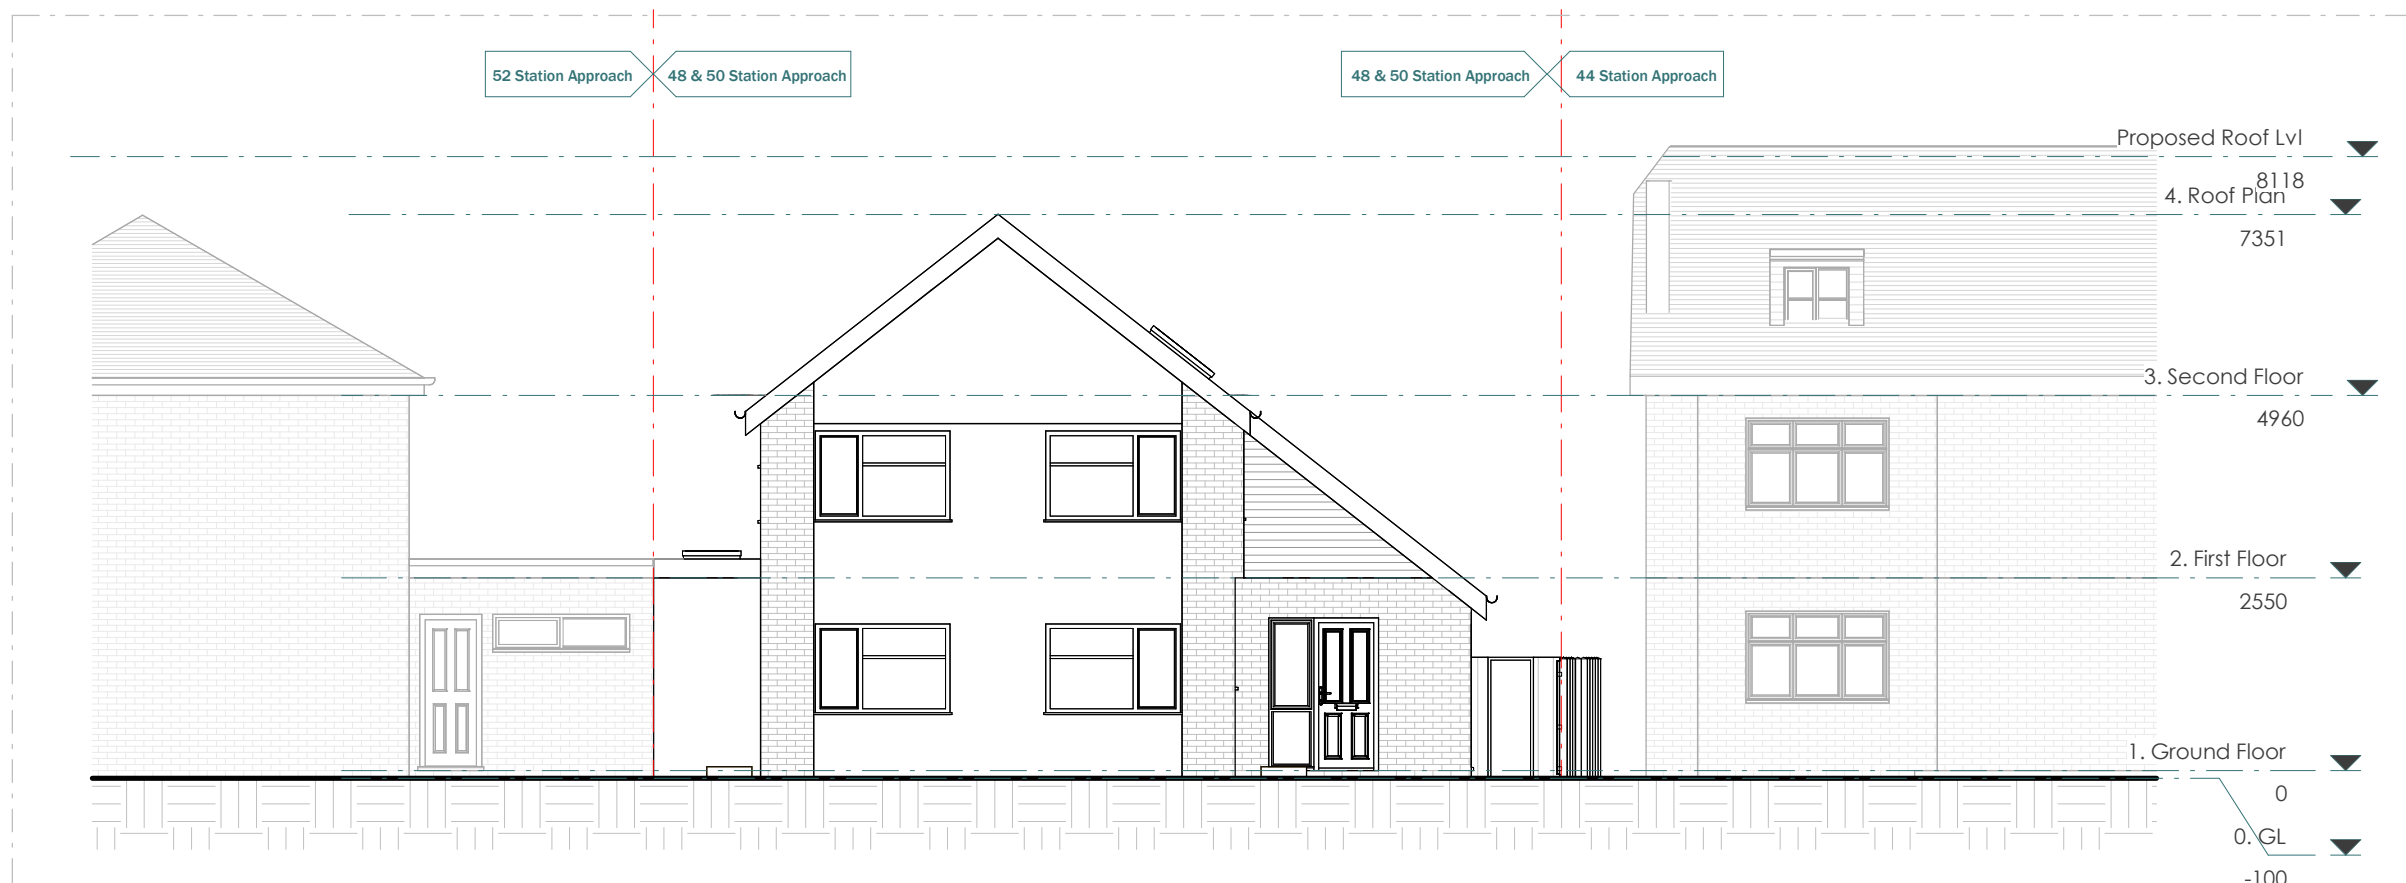 52 Station Approach
48 & 50 Station Approach
48 & 50 Station Approach
44 Station Approach
Proposed Roof Lvl
8118
4. Roof Plan
7351
3. Second Floor
4960
2. First Floor
2550
1. Ground Floor
0
0. GL
-100